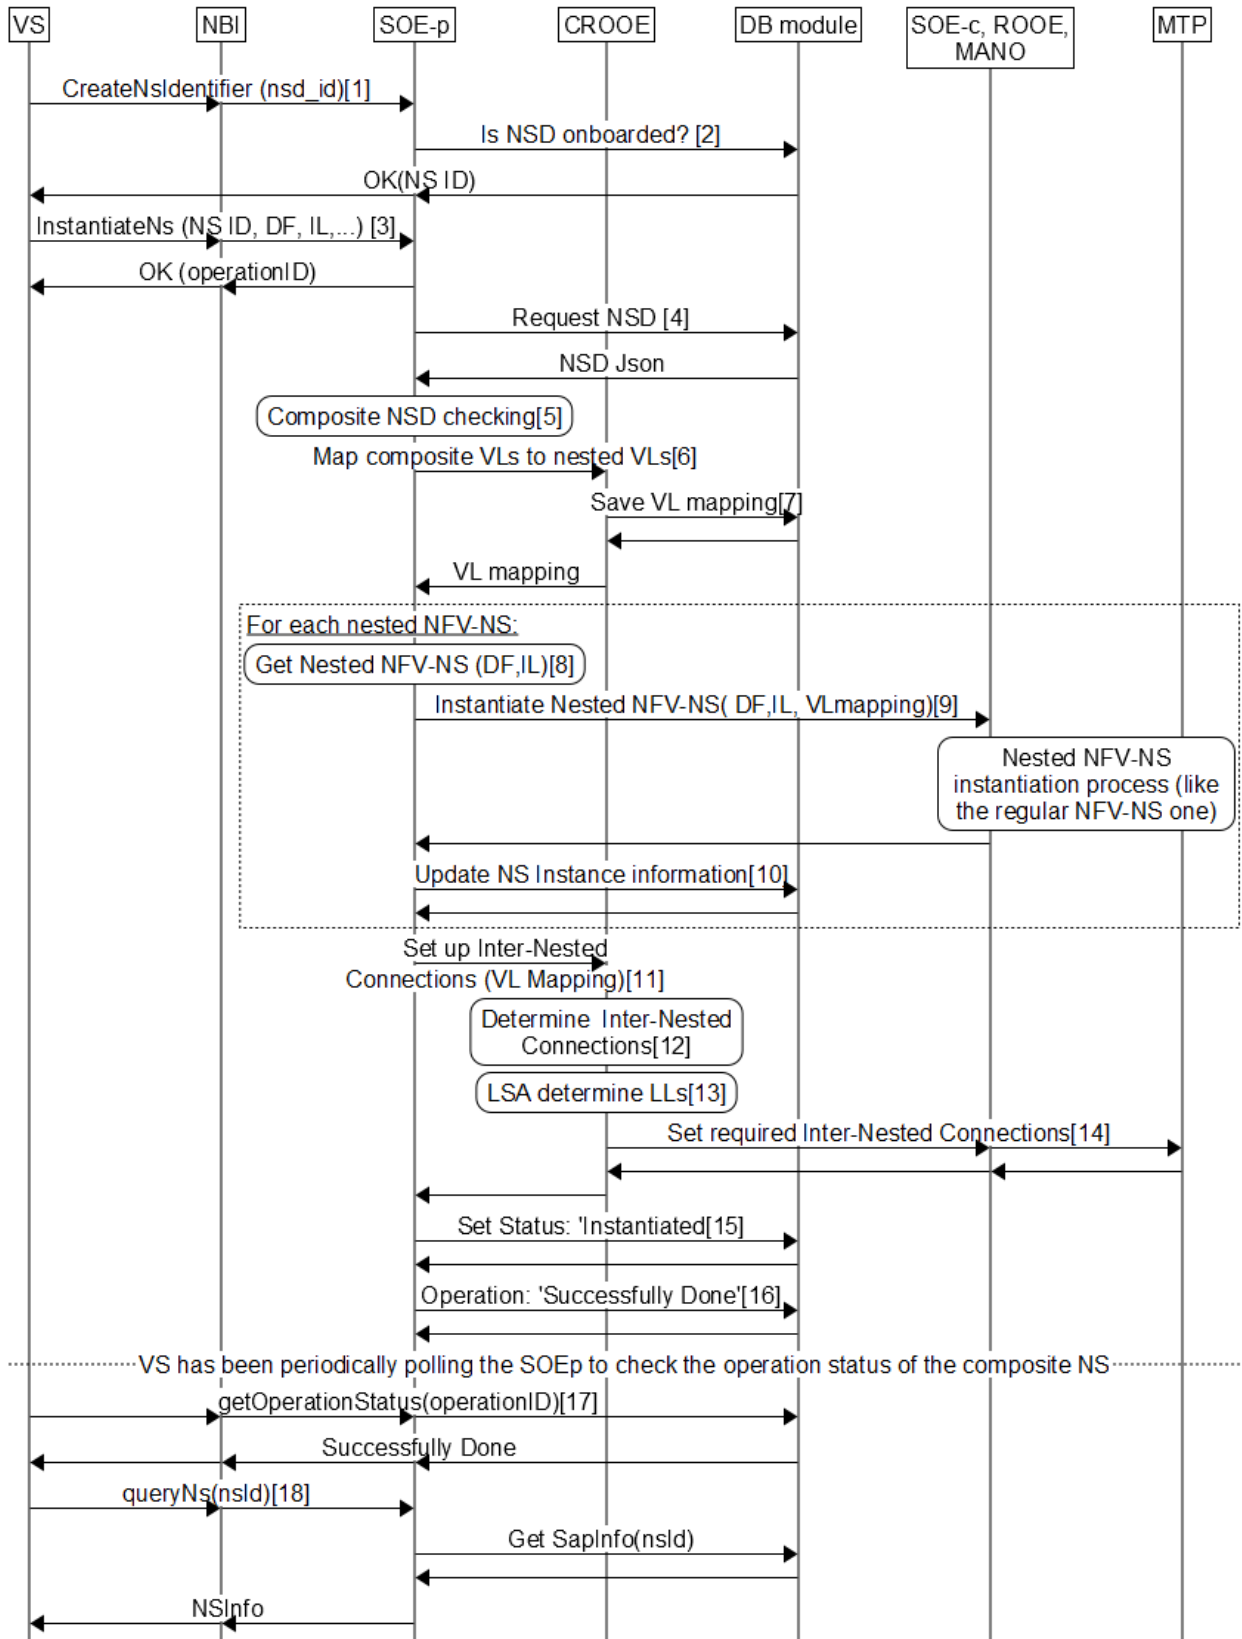 VS
NBI
SOE-p
CROOE
DB module
SOE-c, ROOE,
MANO
MTP
CreateNsIdentifier (nsd_id)[1]
Is NSD onboarded? [2]
OK(NS ID)
InstantiateNs (NS ID, DF, IL,...) [3]
OK (operationID)
Request NSD [4]
NSD Json
Composite NSD checking[5]
Map composite VLs to nested VLs[6]
Save VL mapping[7]
VL mapping
For each nested NFV-NS:
Get Nested NFV-NS (DF,IL)[8]
Instantiate Nested NFV-NS( DF,IL, VLmapping)[9]
Nested NFV-NS
instantiation process (like
the regular NFV-NS one)
Update NS Instance information[10]
Set up Inter-Nested
Connections (VL Mapping)[11]
Determine Inter-Nested
Connections[12]
LSA determine LLs[13]
Set required Inter-Nested Connections[14]
Set Status: 'Instantiated[15]
Operation: 'Successfully Done'[16]
VS has been periodically polling the SOEp to check the operation status of the composite NS
getOperationStatus(operationID)[17]
Successfully Done
queryNs(nsId)[18]
Get SapInfo(nsId)
NSInfo